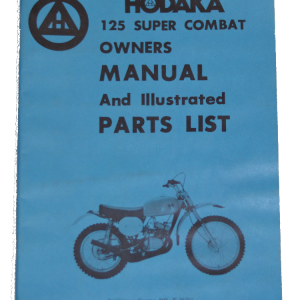 HODAKA
125 SUPER COMBAT
OWNERS
MANUAL
And Illustrated
PARTS LIST